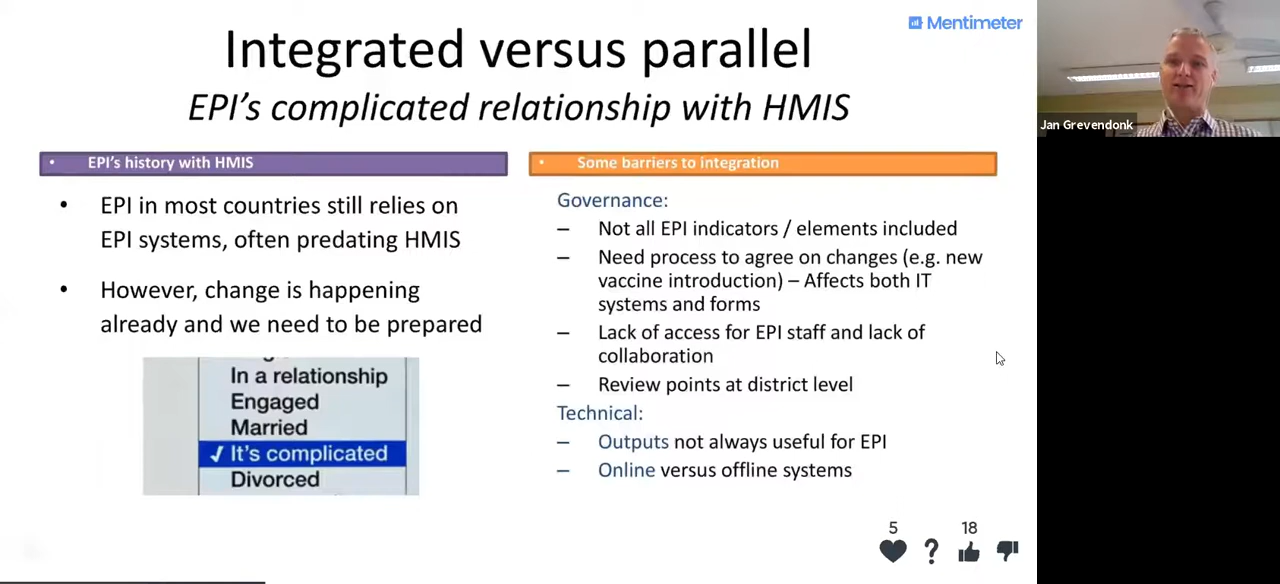 Mentimeter
Integrated versus parallel
EPI's complicated relationship with HMIS
• EPI's history with HMIS
• EPI in most countries still relies on
EPI systems, often predating HMIS
• However, change is happening
already and we need to be prepared
In a relationship
Engaged
Married
✓ It's complicated
Divorced
• Some barriers to integration
Governance:
– Not all EPI indicators / elements included
– Need process to agree on changes (e.g. new
vaccine introduction) – Affects both IT
systems and forms
– Lack of access for EPI staff and lack of
collaboration
– Review points at district level
Technical:
– Outputs not always useful for EPI
– Online versus offline systems
5 18
?
Jan Grevendonk